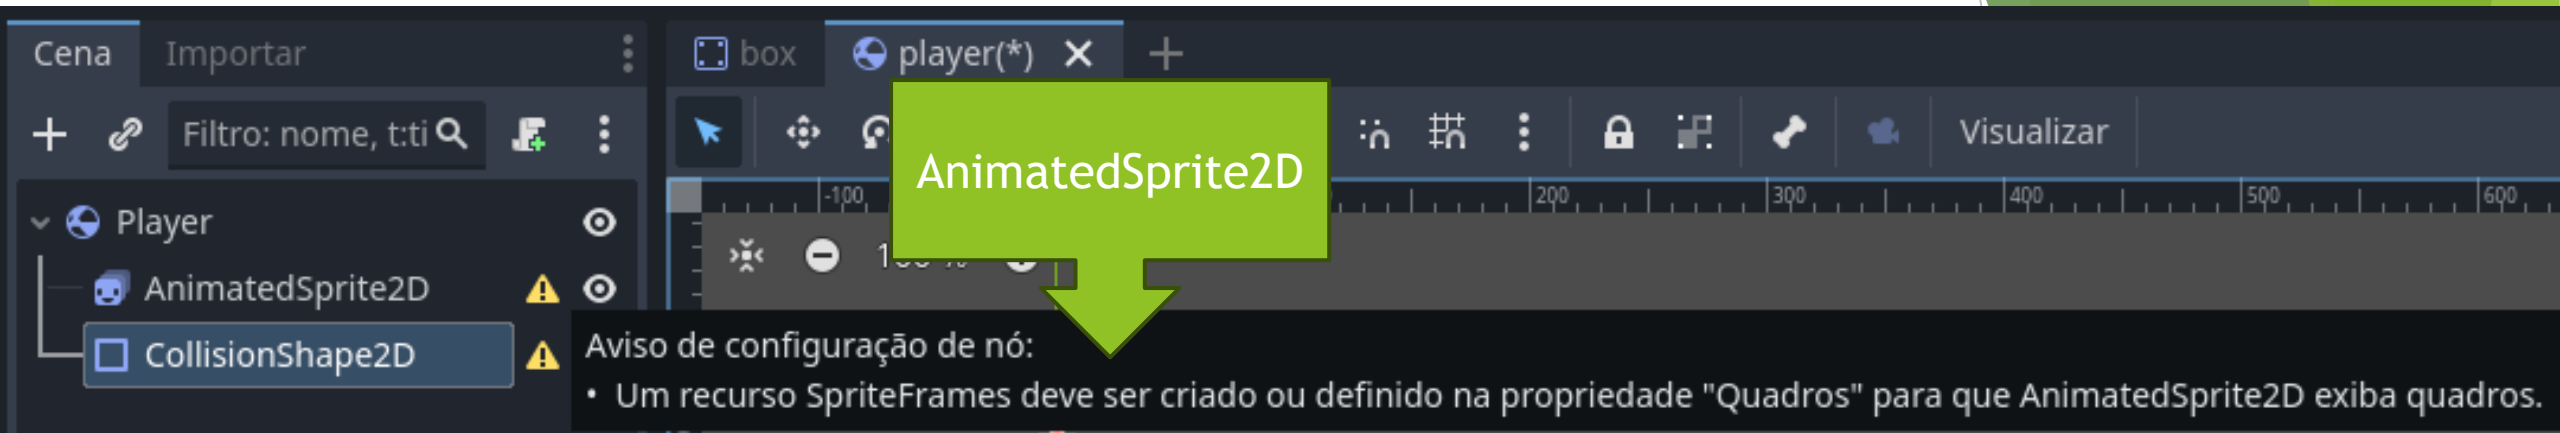 Cena
Importar
box
player(*)
Filtro: nome, t:ti
Visualizar
AnimatedSprite2D
-100
200
300
400
500
600
Player
AnimatedSprite2D
CollisionShape2D
Aviso de configuração de nó:
• Um recurso SpriteFrames deve ser criado ou definido na propriedade "Quadros" para que AnimatedSprite2D exiba quadros.